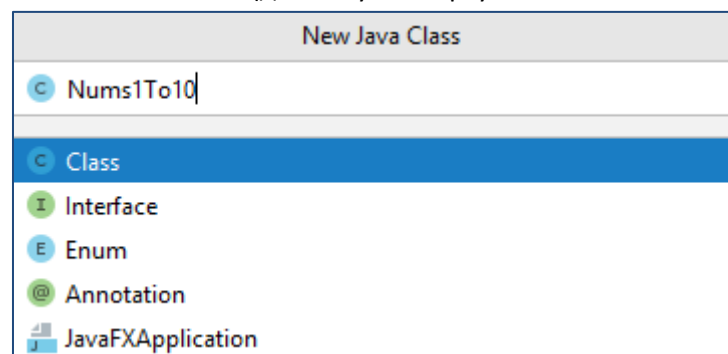 New Java Class
C Nums1To10
C Class
I Interface
E Enum
@ Annotation
J JavaFXApplication